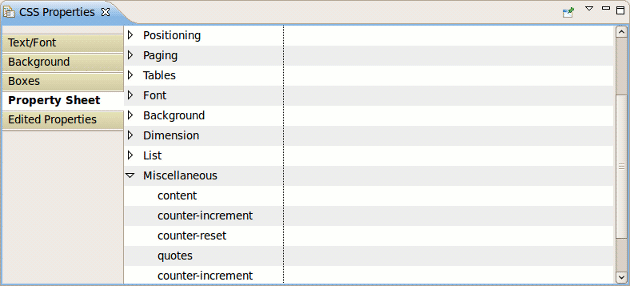 CSS Properties
Text/Font
Background
Boxes
Property Sheet
Edited Properties
Positioning
Paging
Tables
Font
Background
Dimension
List
Miscellaneous
content
counter-increment
counter-reset
quotes
counter-increment